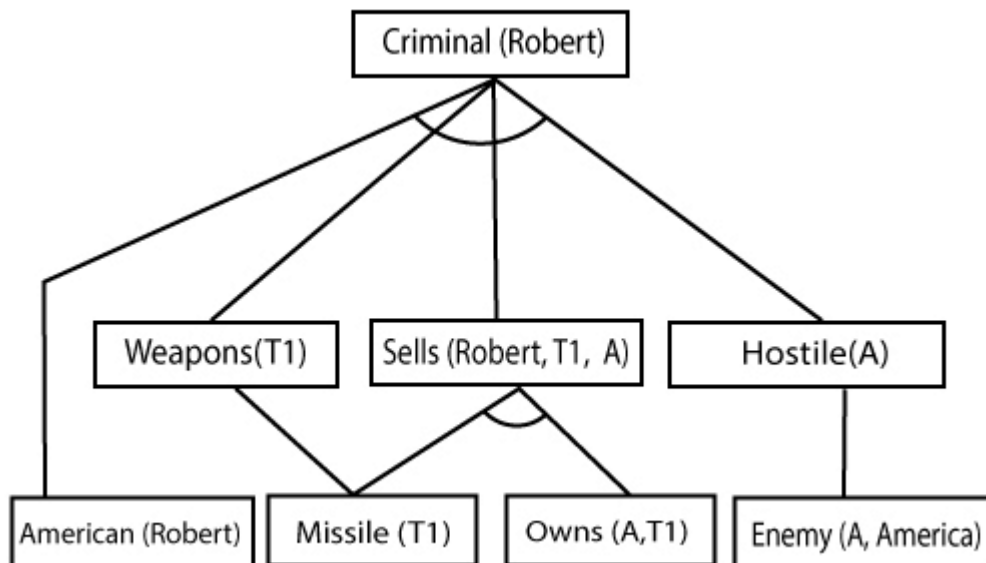 Criminal (Robert)
Weapons(T1)
Sells (Robert, T1, A)
Hostile(A)
American (Robert)
Missile (T1)
Owns (A,T1)
Enemy (A, America)